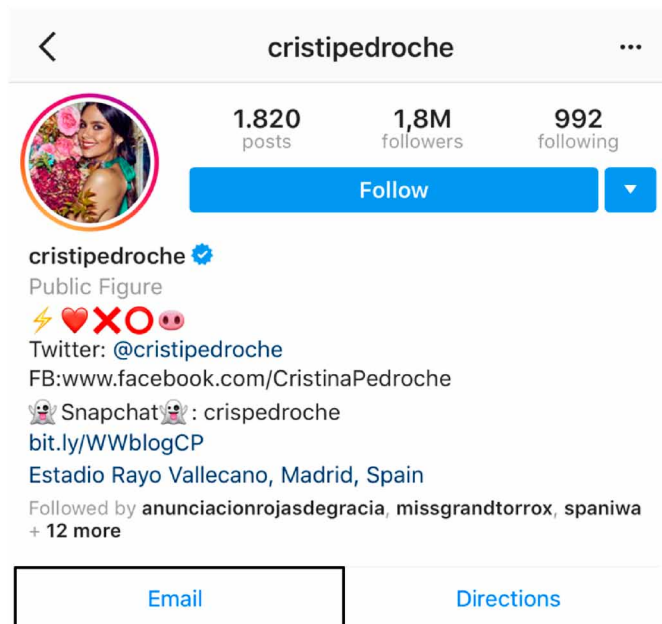 cristipedroche
1.820 1,8M 992
posts followers following
Follow
cristipedroche
Public Figure
⚡❤️❌⭕🐽
Twitter: @cristipedroche
FB:www.facebook.com/CristinaPedroche
👻Snapchat👻: crispedroche
bit.ly/WWblogCP
Estadio Rayo Vallecano, Madrid, Spain
Followed by anunciacionrojasdegracia, missgrandtorrox, spaniwa
+ 12 more
Email Directions